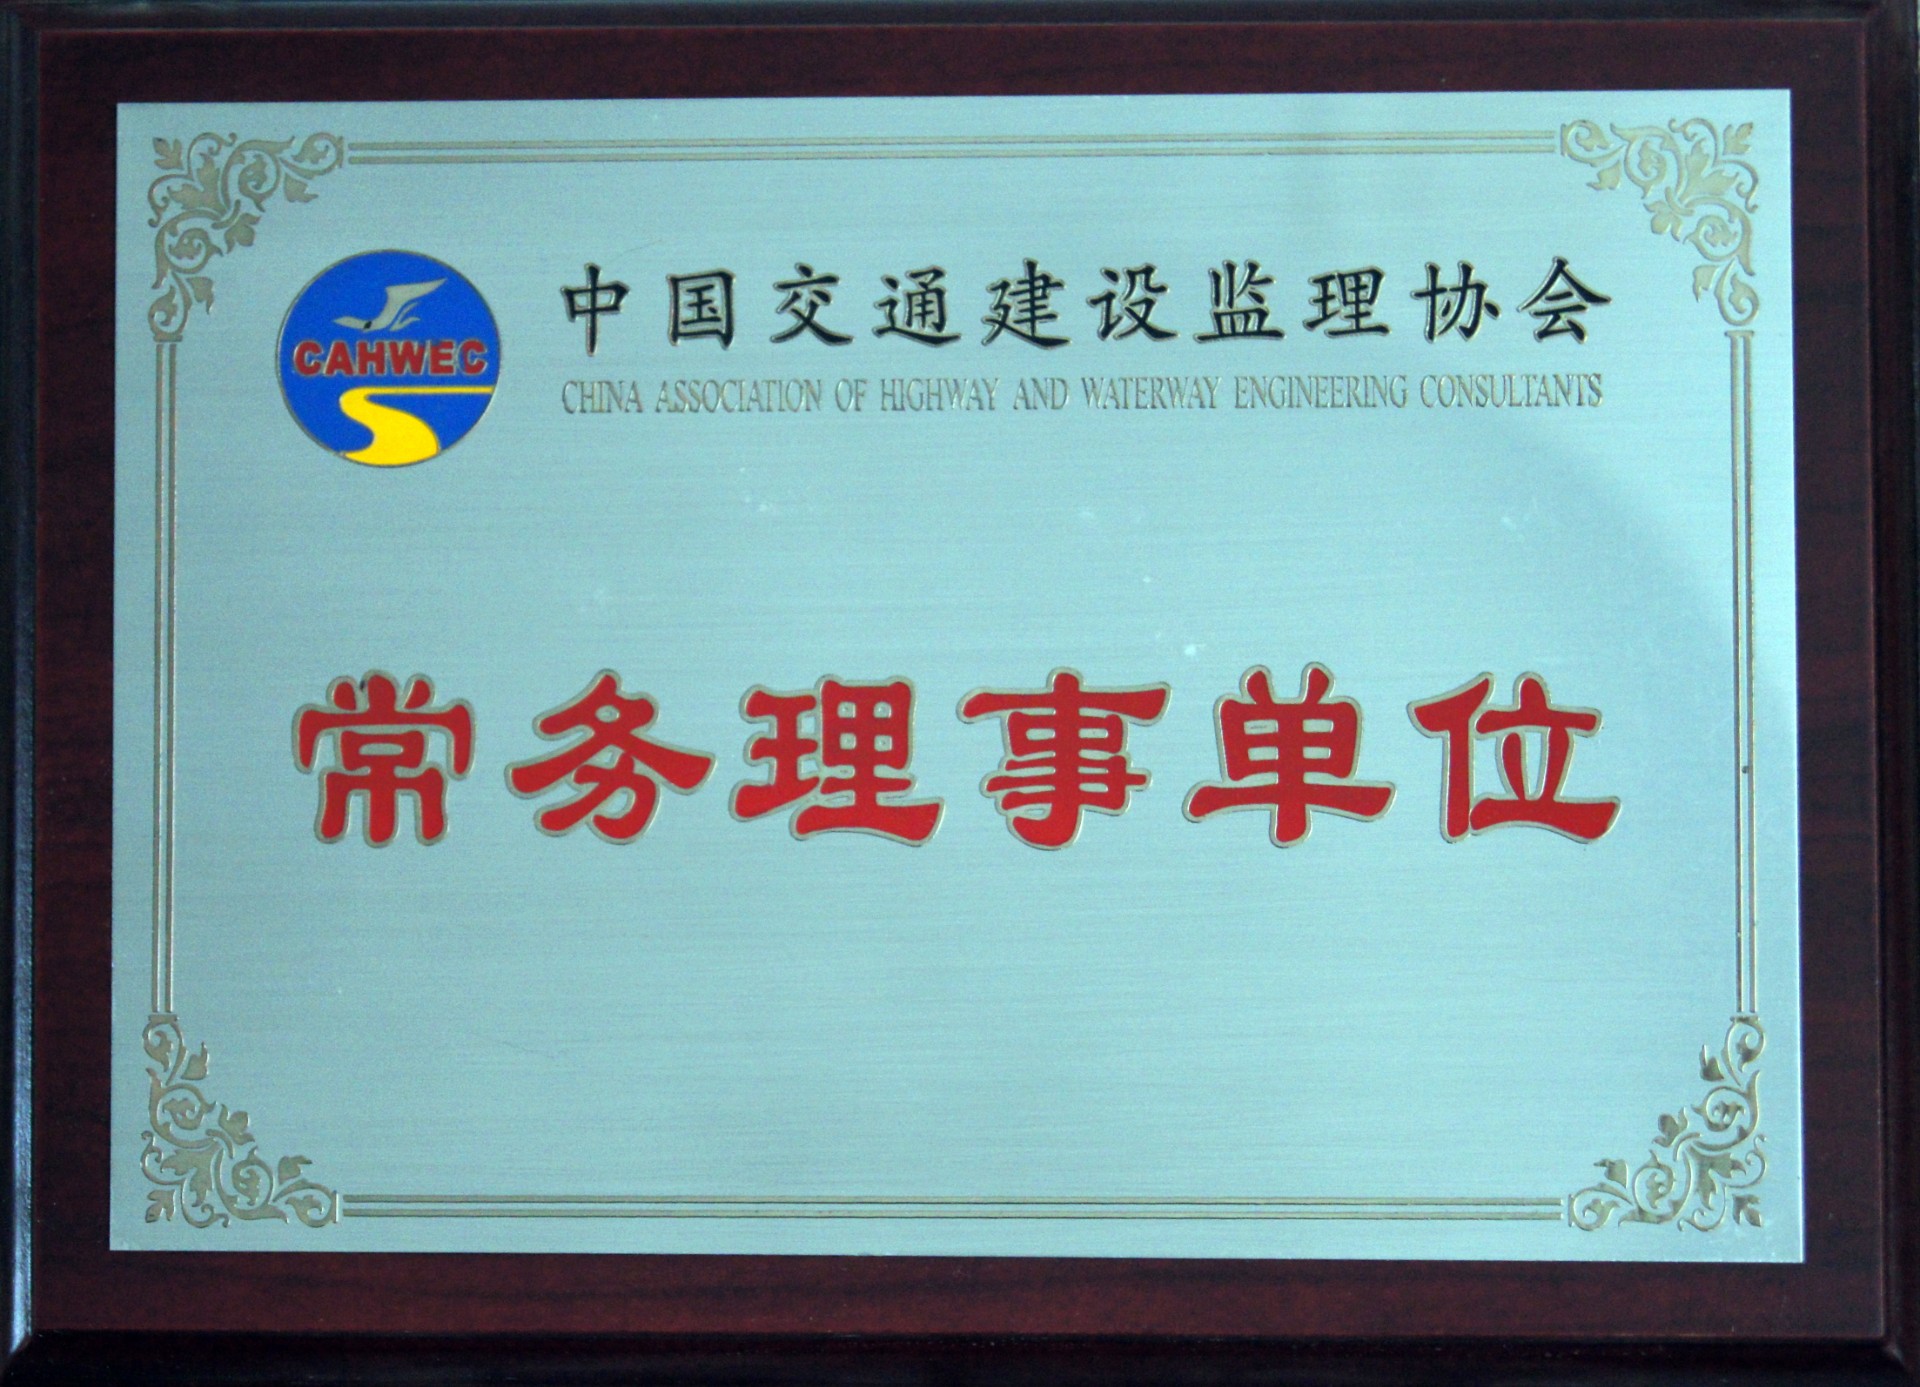 中国交通建设监理协会
CAHWEC
CHINA ASSOCIATION OF HIGHWAY AND WATERWAY ENGINEERING CONSULTANTS
常务理事单位